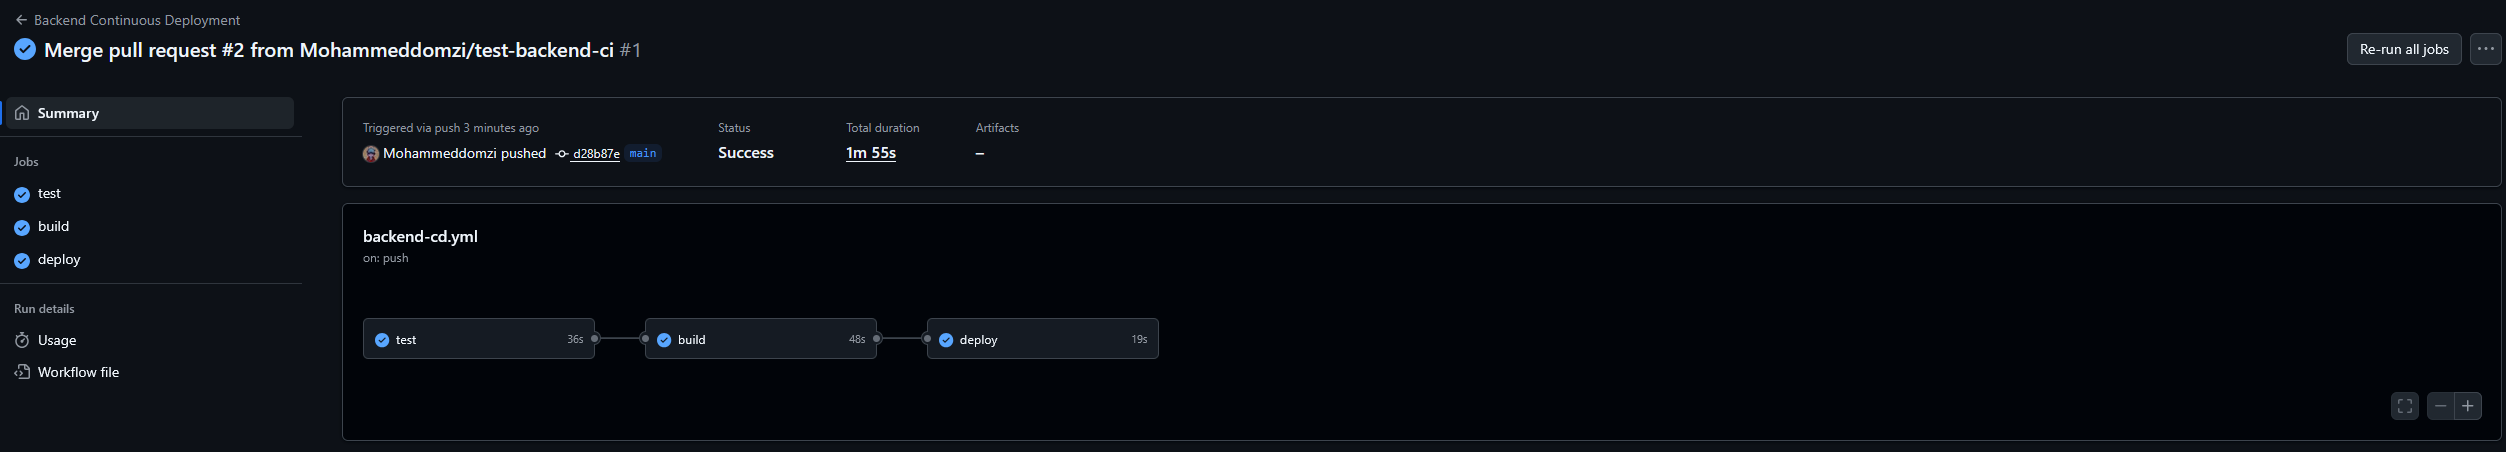 Backend Continuous Deployment
Merge pull request #2 from Mohammeddomzi/test-backend-ci #1
Re-run all jobs
Summary
Jobs
test
build
deploy
Run details
Usage
Workflow file
Triggered via push 3 minutes ago
Mohammeddomzi pushed d28b87e main
Status
Success
Total duration
1m 55s
Artifacts
–
backend-cd.yml
on: push
test 36s
build 48s
deploy 19s